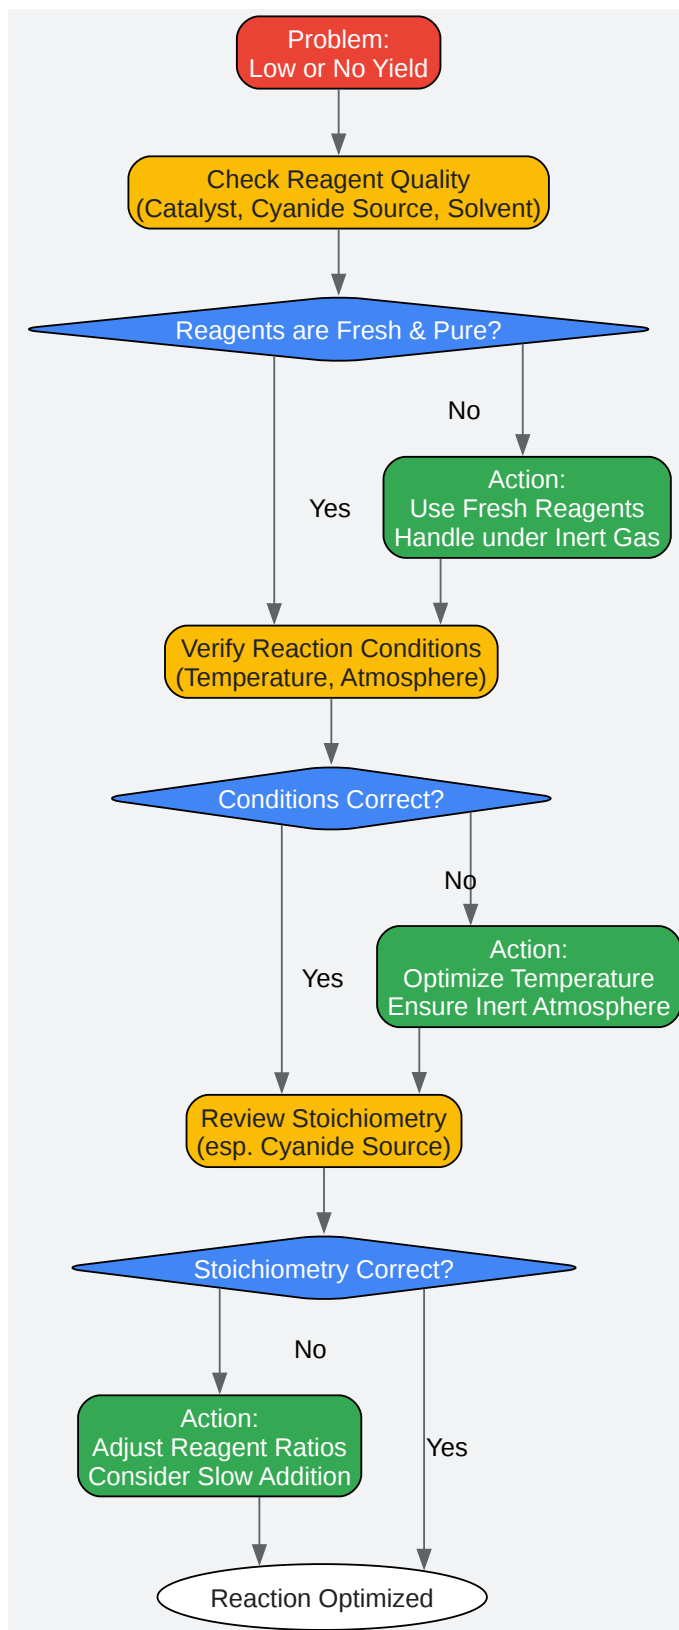 Problem:
Low or No Yield
Check Reagent Quality
(Catalyst, Cyanide Source, Solvent)
Reagents are Fresh & Pure?
No
Action:
Use Fresh Reagents
Handle under Inert Gas
Yes
Verify Reaction Conditions
(Temperature, Atmosphere)
Conditions Correct?
No
Action:
Optimize Temperature
Ensure Inert Atmosphere
Yes
Review Stoichiometry
(esp. Cyanide Source)
Stoichiometry Correct?
No
Action:
Adjust Reagent Ratios
Consider Slow Addition
Yes
Reaction Optimized